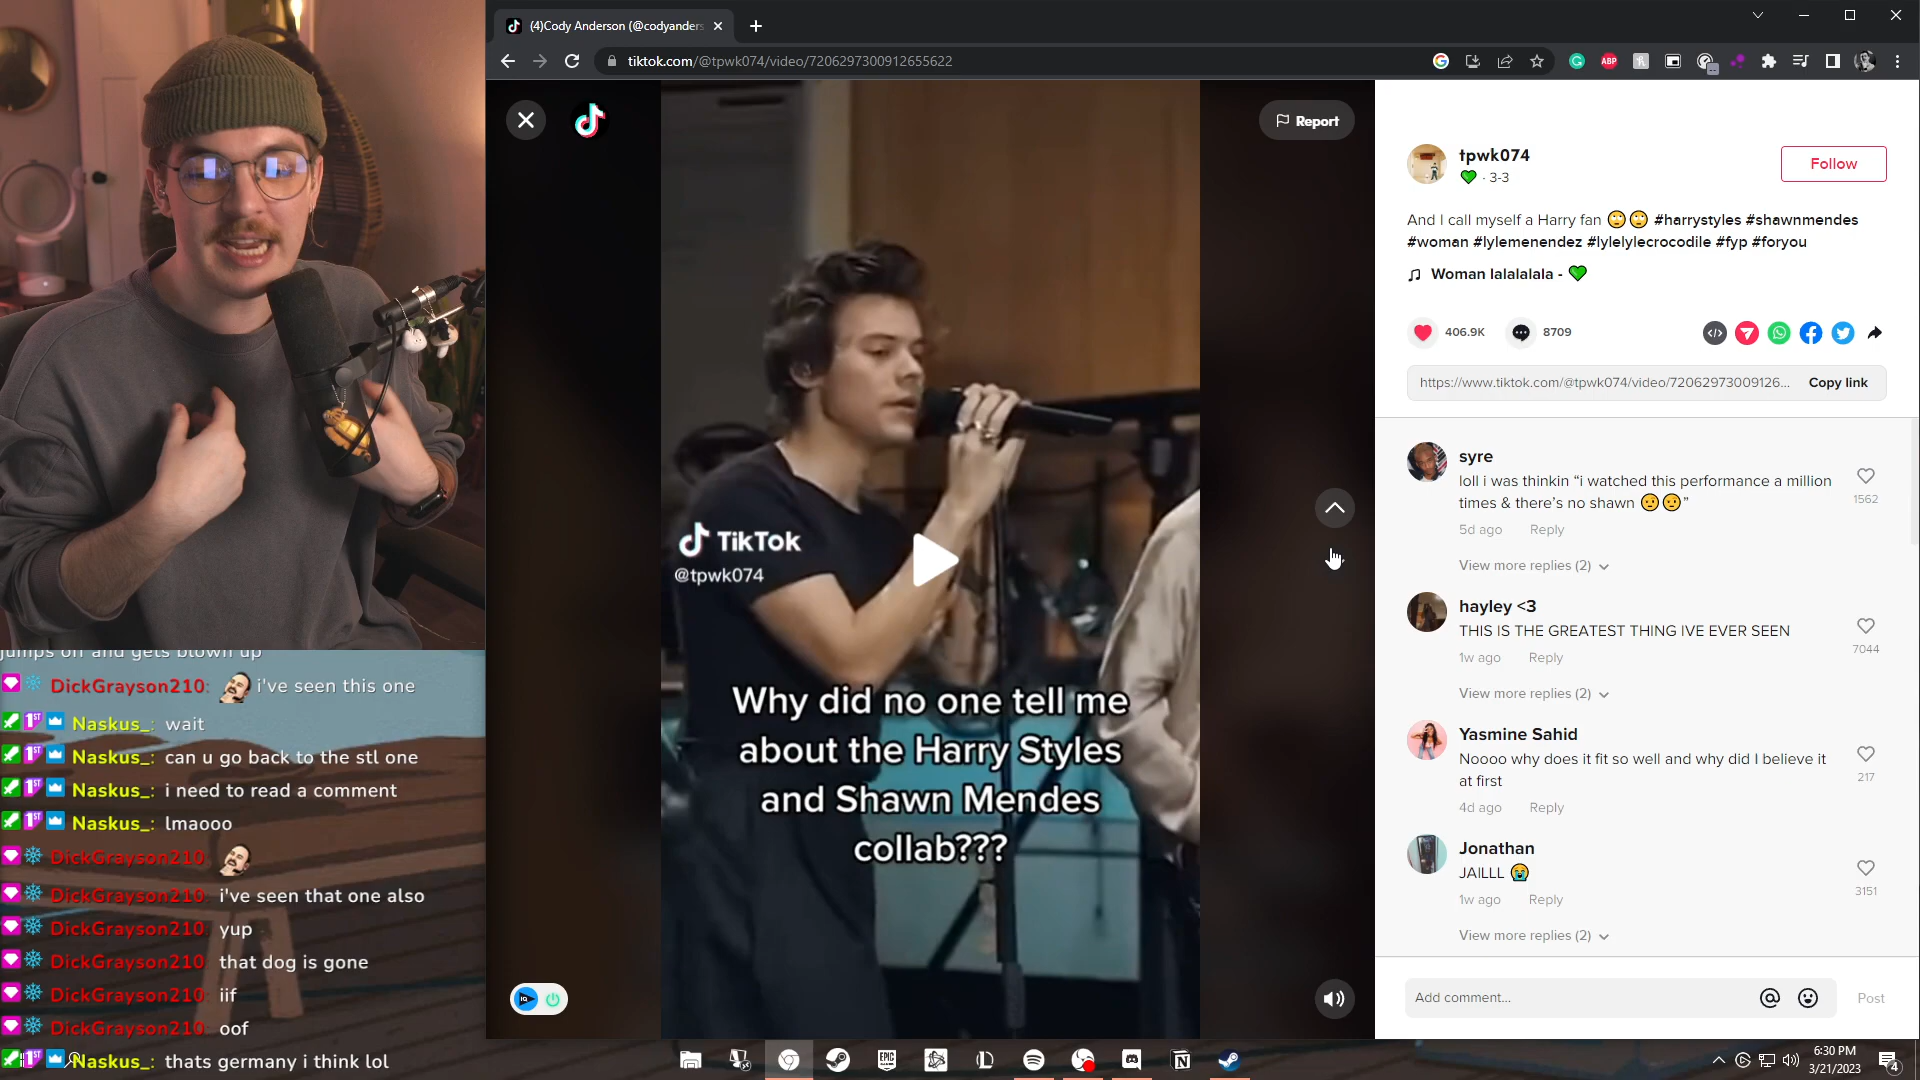 (4)Cody Anderson (@codyanders
tiktok.com/@tpwk074/video/7206297300912655622
Report
TikTok
@tpwk074
Why did no one tell me
about the Harry Styles
and Shawn Mendes
collab???
tpwk074
💚 · 3-3
Follow
And I call myself a Harry fan 🙄🙄 #harrystyles #shawnmendes
#woman #lylemenendez #lylelylecrocodile #fyp #foryou
Woman lalalalala - 💚
406.9K
8709
https://www.tiktok.com/@tpwk074/video/72062973009126...
Copy link
syre
loll i was thinkin “i watched this performance a million
times & there’s no shawn 🫤🫤”
1562
5d ago Reply
View more replies (2)
hayley <3
THIS IS THE GREATEST THING IVE EVER SEEN
7044
1w ago Reply
View more replies (2)
Yasmine Sahid
Noooo why does it fit so well and why did I believe it
at first
217
4d ago Reply
Jonathan
JAILLL 😭
3151
1w ago Reply
View more replies (2)
Add comment...
Post
jumps off and gets blown up
DickGrayson210: i've seen this one
Naskus_: wait
Naskus_: can u go back to the stl one
Naskus_: i need to read a comment
Naskus_: lmaooo
DickGrayson210:
DickGrayson210: i've seen that one also
DickGrayson210: yup
DickGrayson210: that dog is gone
DickGrayson210: iif
DickGrayson210: oof
Naskus_: thats germany i think lol
ABP
EPIC GAMES
6:30 PM
3/21/2023
4